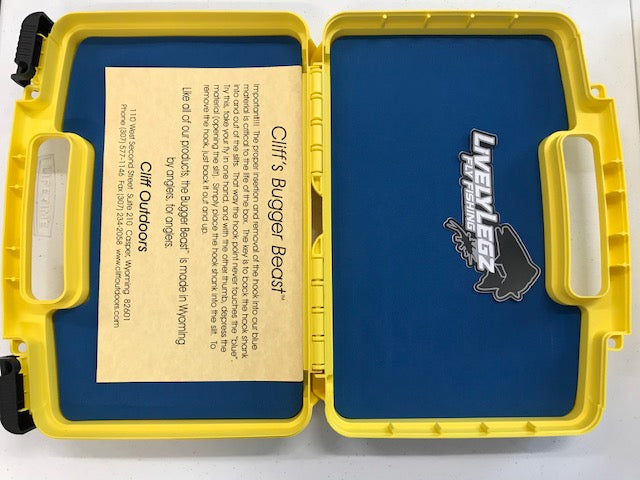 Cliff's Bugger Beast™
Important!!! The proper insertion and removal of the hook into our blue
material is critical to the life of the box. The key is to back the hook shank
into and out of the slits. That way the hook point never touches the "blue".
Try this, take your fly in one hand, and with the other thumb, depress the
material (opening the slit). Simply place the hook shank into the slit. To
remove the hook, just back it out and up.
Like all of our products, the Bugger Beast™ is made in Wyoming
by anglers, for anglers.
Cliff Outdoors
110 West Second Street Suite 210 Casper, Wyoming 82601
Phone (307) 577-1146 Fax (307) 234-2058 www.cliffoutdoors.com
LIVELYLEGZ
FLY FISHING